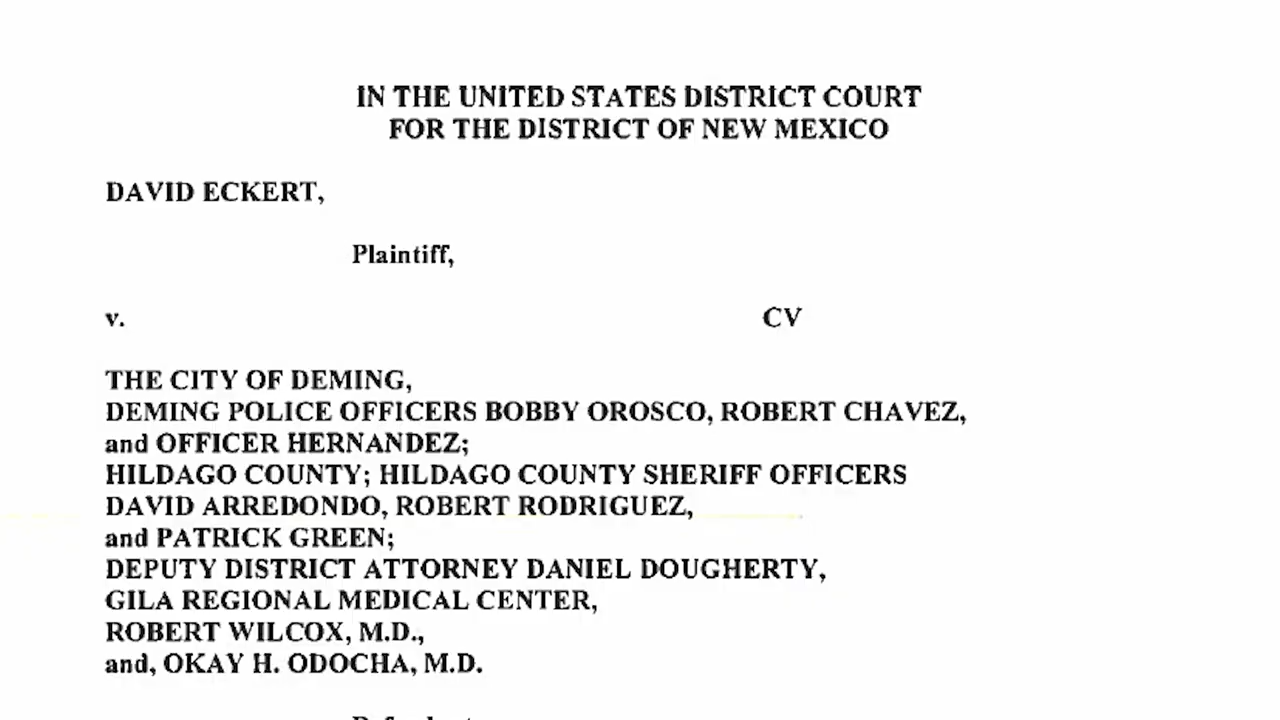 IN THE UNITED STATES DISTRICT COURT
FOR THE DISTRICT OF NEW MEXICO
DAVID ECKERT,
Plaintiff,
v. CV
THE CITY OF DEMING,
DEMING POLICE OFFICERS BOBBY OROSCO, ROBERT CHAVEZ,
and OFFICER HERNANDEZ;
HILDAGO COUNTY; HILDAGO COUNTY SHERIFF OFFICERS
DAVID ARREDONDO, ROBERT RODRIGUEZ,
and PATRICK GREEN;
DEPUTY DISTRICT ATTORNEY DANIEL DOUGHERTY,
GILA REGIONAL MEDICAL CENTER,
ROBERT WILCOX, M.D.,
and, OKAY H. ODOCHA, M.D.